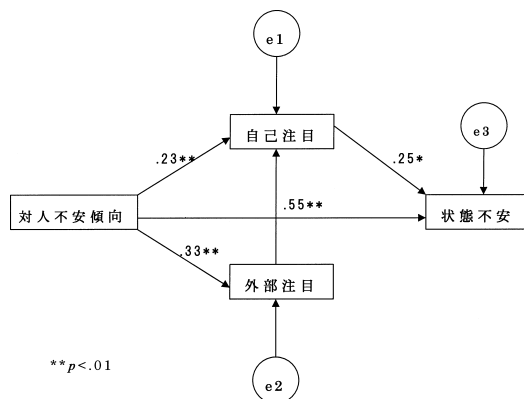 e1
自己注目
e3
.23**
.25*
対人不安傾向
.55**
状態不安
.33**
外部注目
**p<.01
e2